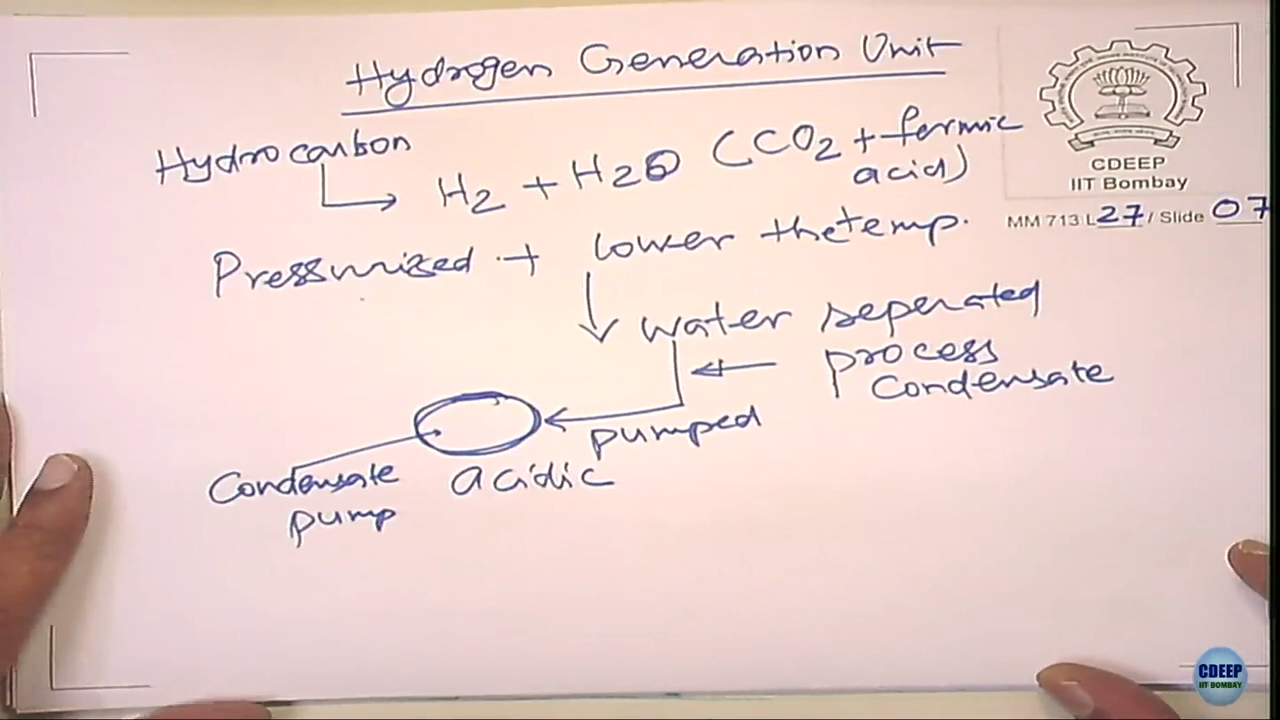 Hydrogen Generation Unit
Hydrocarbon
H2 + H2O (CO2 + formic acid)
CDEEP
IIT Bombay
MM 713 L 27 / Slide 07
Pressurized + lower the temp.
water seperated
process condensate
pumped
Condensate pump
acidic
CDEEP
IIT BOMBAY